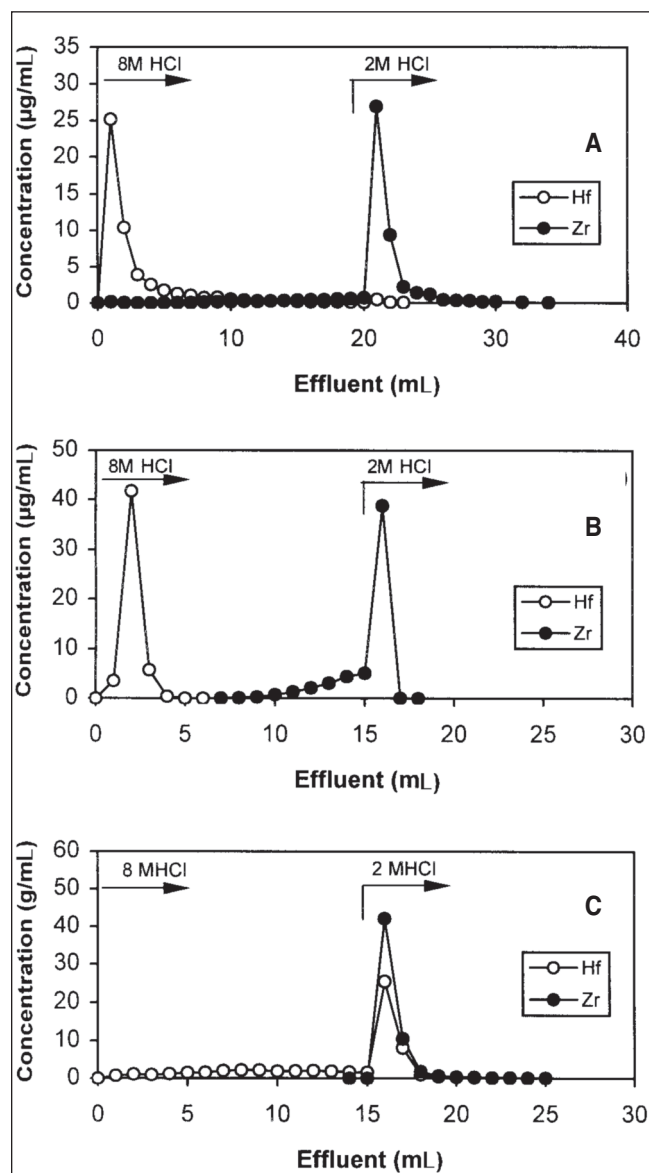 35
30
25
20
15
10
5
0
Concentration (µg/mL)
8M HCl
2M HCl
A
Hf
Zr
0 10 20 30 40
Effluent (mL)
50
40
30
20
10
0
Concentration (µg/mL)
8M HCl
2M HCl
B
Hf
Zr
0 5 10 15 20 25 30
Effluent (mL)
60
50
40
30
20
10
0
Concentration (g/mL)
8 MHCl
2 MHCl
C
Hf
Zr
0 5 10 15 20 25 30
Effluent (mL)